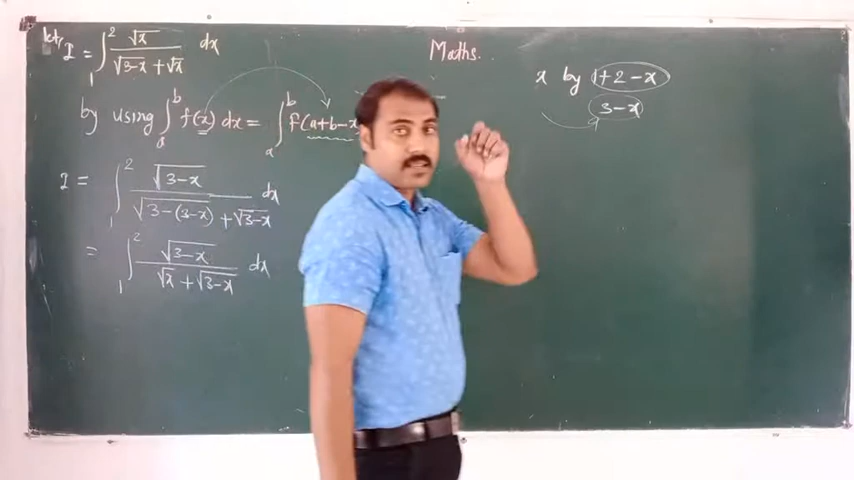 let, I = ∫₁² √x / (√(3-x) + √x) dx
Maths.
x by 1+2-x
3-x
by using ∫ₐᵇ f(x) dx = ∫ₐᵇ f(a+b-x
I = ∫₁² √(3-x) / (√(3-(3-x)) + √(3-x)) dx
= ∫₁² √(3-x) / (√x + √(3-x)) dx